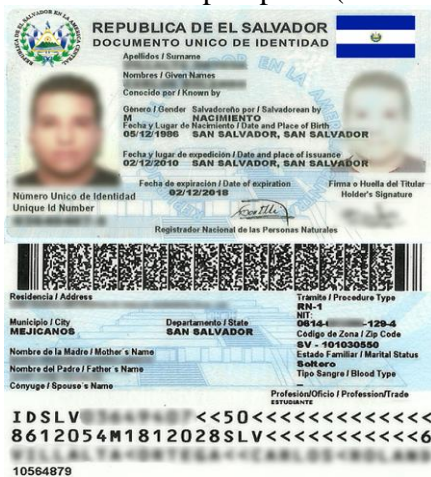 REPUBLICA DE EL SALVADOR
DOCUMENTO UNICO DE IDENTIDAD
Apellidos / Surname
Nombres / Given Names
Conocido por / Known by
Género / Gender Salvadoreño por / Salvadorean by
M NACIMIENTO
Fecha y Lugar de Nacimiento / Date and Place of Birth
05/12/1986 SAN SALVADOR, SAN SALVADOR
Fecha y lugar de expedición / Date and place of issuance
02/12/2010 SAN SALVADOR, SAN SALVADOR
Fecha de expiración / Date of expiration
02/12/2018
Firma o Huella del Titular
Holder's Signature
Número Unico de Identidad
Unique Id Number
Registrador Nacional de las Personas Naturales
Residencia / Address
Trámite / Procedure Type
RN-1
NIT:
0614- -129-4
Municipio / City
MEJICANOS
Departamento / State
SAN SALVADOR
Código de Zona / Zip Code
SV - 101030550
Nombre de la Madre / Mother´s Name
Estado Familiar / Marital Status
Soltero
Nombre del Padre / Father´s Name
Tipo Sangre / Blood Type
--
Cónyuge / Spouse´s Name
Profesión/Oficio / Profession/Trade
ESTUDIANTE
IDSLV <<50<<<<<<<<<<<<<
8612054M1812028SLV<<<<<<<<<<<6
10564879